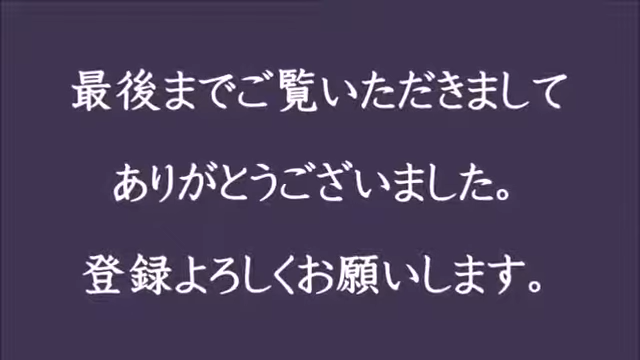 最後までご覧いただきまして
ありがとうございました。
登録よろしくお願いします。